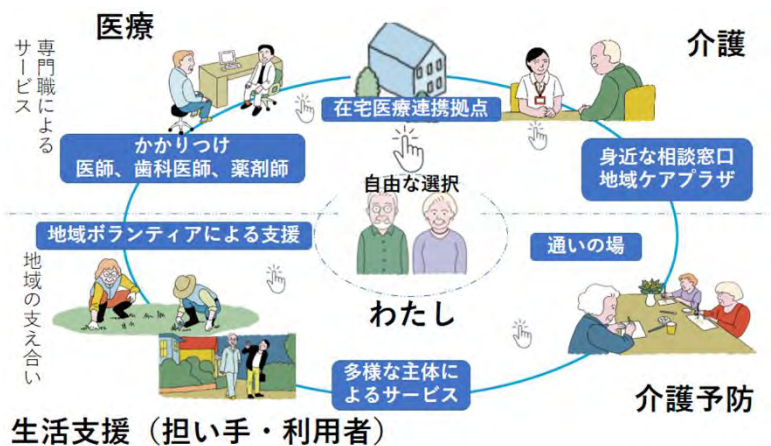 医療
介護
専門職による
サービス
在宅医療連携拠点
かかりつけ
医師、歯科医師、薬剤師
身近な相談窓口
地域ケアプラザ
自由な選択
地域ボランティアによる支援
通いの場
地域の支え合い
わたし
多様な主体に
よるサービス
介護予防
生活支援（担い手・利用者）